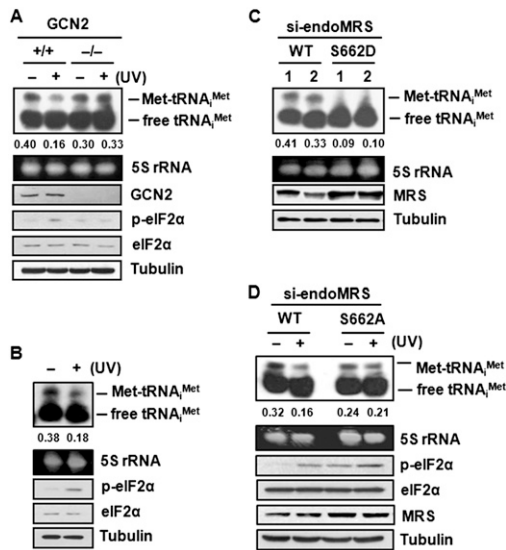 A
GCN2
+/+ –/–
– + – + (UV)
Met-tRNAᵢᴹᵉᵗ
free tRNAᵢᴹᵉᵗ
0.40 0.16 0.30 0.33
5S rRNA
GCN2
p-eIF2α
eIF2α
Tubulin
B
– + (UV)
Met-tRNAᵢᴹᵉᵗ
free tRNAᵢᴹᵉᵗ
0.38 0.18
5S rRNA
p-eIF2α
eIF2α
Tubulin
C
si-endoMRS
WT S662D
1 2 1 2
Met-tRNAᵢᴹᵉᵗ
free tRNAᵢᴹᵉᵗ
0.41 0.33 0.09 0.10
5S rRNA
MRS
Tubulin
D
si-endoMRS
WT S662A
– + – + (UV)
Met-tRNAᵢᴹᵉᵗ
free tRNAᵢᴹᵉᵗ
0.32 0.16 0.24 0.21
5S rRNA
p-eIF2α
eIF2α
MRS
Tubulin